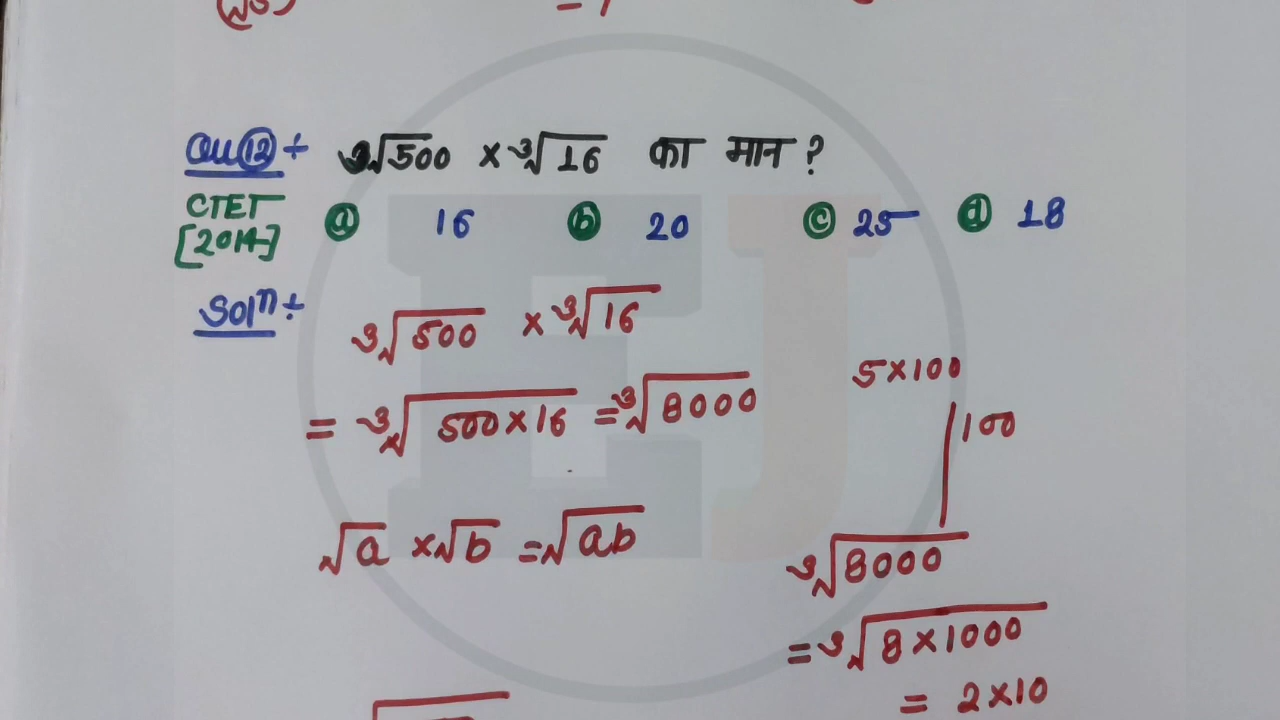 Qu⑫÷ ∛500 × ∛16 का मान ?
CTET
[2014]
ⓐ 16 ⓑ 20 ⓒ 25 ⓓ 18
Solⁿ÷ ∛500 × ∛16
= ∛500×16 = ∛8000
5×100
100
√a × √b = √ab
∛8000
= ∛8×1000
= 2×10
EJ